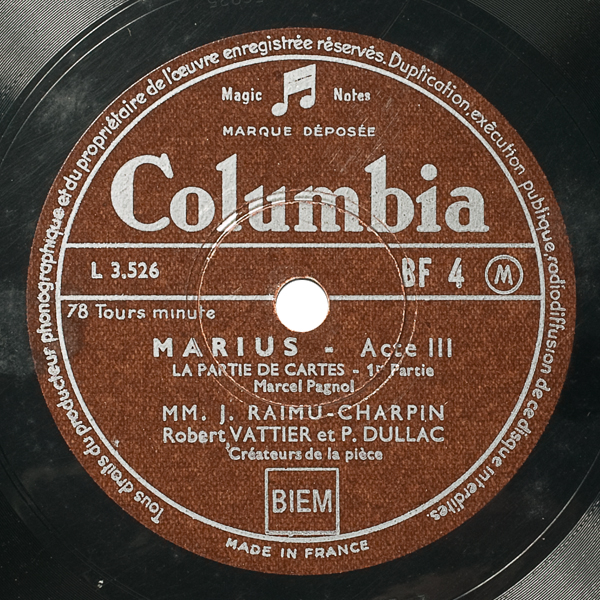 Tous droits du producteur phonographique et du propriétaire de l'œuvre enregistrée réservés. Duplication, exécution publique, radiodiffusion de ce disque interdites.
Magic Notes
MARQUE DÉPOSÉE
Columbia
L 3.526 BF 4 M
78 Tours minute
MARIUS - Acte III
LA PARTIE DE CARTES - 1re Partie
Marcel Pagnol
MM. J. RAIMU-CHARPIN
Robert VATTIER et P. DULLAC
Créateurs de la pièce
BIEM
MADE IN FRANCE